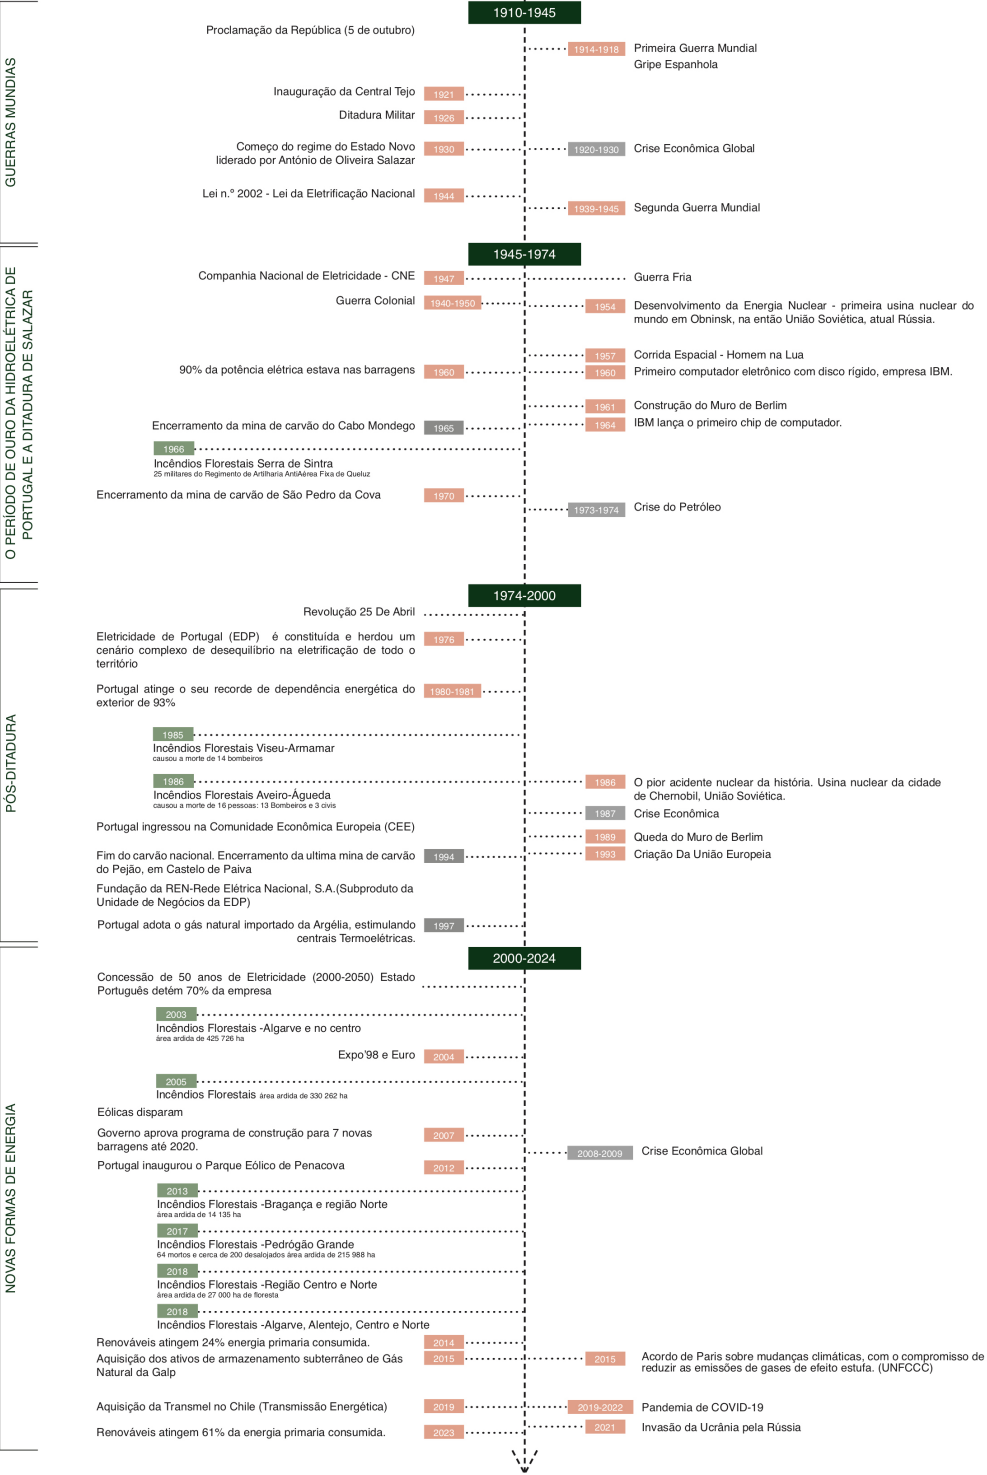 GUERRAS MUNDIAS
1910-1945
Proclamação da República (5 de outubro)
1914-1918 Primeira Guerra Mundial
Gripe Espanhola
Inauguração da Central Tejo 1921
Ditadura Militar 1926
Começo do regime do Estado Novo
liderado por António de Oliveira Salazar
1930
1920-1930 Crise Econômica Global
Lei n.º 2002 - Lei da Eletrificação Nacional 1944
1939-1945 Segunda Guerra Mundial
O PERÍODO DE OURO DA HIDROELÉTRICA DE
PORTUGAL E A DITADURA DE SALAZAR
1945-1974
Companhia Nacional de Eletricidade - CNE 1947
Guerra Fria
Guerra Colonial 1940-1950
1954 Desenvolvimento da Energia Nuclear - primeira usina nuclear do
mundo em Obninsk, na então União Soviética, atual Rússia.
1957 Corrida Espacial - Homem na Lua
90% da potência elétrica estava nas barragens 1960
1960 Primeiro computador eletrônico com disco rígido, empresa IBM.
1961 Construção do Muro de Berlim
Encerramento da mina de carvão do Cabo Mondego 1965
1964 IBM lança o primeiro chip de computador.
1966
Incêndios Florestais Serra de Sintra
25 militares do Regimento de Artilharia AntiAérea Fixa de Queluz
Encerramento da mina de carvão de São Pedro da Cova 1970
1973-1974 Crise do Petróleo
PÓS-DITADURA
1974-2000
Revolução 25 De Abril
Eletricidade de Portugal (EDP) é constituída e herdou um
cenário complexo de desequilíbrio na eletrificação de todo o
território
1976
Portugal atinge o seu recorde de dependência energética do
exterior de 93%
1980-1981
1985
Incêndios Florestais Viseu-Armamar
causou a morte de 14 bombeiros
1986
Incêndios Florestais Aveiro-Águeda
causou a morte de 16 pessoas: 13 Bombeiros e 3 civis
1986 O pior acidente nuclear da história. Usina nuclear da cidade
de Chernobil, União Soviética.
1987 Crise Econômica
Portugal ingressou na Comunidade Econômica Europeia (CEE)
1989 Queda do Muro de Berlim
Fim do carvão nacional. Encerramento da ultima mina de carvão
do Pejão, em Castelo de Paiva
1994
1993 Criação Da União Europeia
Fundação da REN-Rede Elétrica Nacional, S.A.(Subproduto da
Unidade de Negócios da EDP)
Portugal adota o gás natural importado da Argélia, estimulando
centrais Termoelétricas.
1997
NOVAS FORMAS DE ENERGIA
2000-2024
Concessão de 50 anos de Eletricidade (2000-2050) Estado
Português detém 70% da empresa
2003
Incêndios Florestais -Algarve e no centro
área ardida de 425 726 ha
Expo'98 e Euro 2004
2005
Incêndios Florestais área ardida de 330 262 ha
Eólicas disparam
Governo aprova programa de construção para 7 novas
barragens até 2020.
2007
2008-2009 Crise Econômica Global
Portugal inaugurou o Parque Eólico de Penacova 2012
2013
Incêndios Florestais -Bragança e região Norte
área ardida de 14 135 ha
2017
Incêndios Florestais -Pedrógão Grande
64 mortos e cerca de 200 desalojados área ardida de 215 988 ha
2018
Incêndios Florestais -Região Centro e Norte
área ardida de 27 000 ha de floresta
2018
Incêndios Florestais -Algarve, Alentejo, Centro e Norte
Renováveis atingem 24% energia primaria consumida. 2014
Aquisição dos ativos de armazenamento subterrâneo de Gás
Natural da Galp
2015
2015 Acordo de Paris sobre mudanças climáticas, com o compromisso de
reduzir as emissões de gases de efeito estufa. (UNFCCC)
Aquisição da Transmel no Chile (Transmissão Energética) 2019
2019-2022 Pandemia de COVID-19
2021 Invasão da Ucrânia pela Rússia
Renováveis atingem 61% da energia primaria consumida. 2023